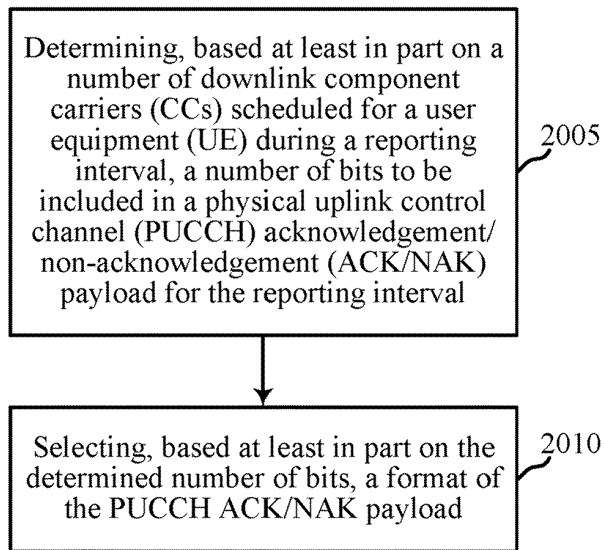 Determining, based at least in part on a
number of downlink component
carriers (CCs) scheduled for a user
equipment (UE) during a reporting
interval, a number of bits to be
included in a physical uplink control
channel (PUCCH) acknowledgement/
non-acknowledgement (ACK/NAK)
payload for the reporting interval
2005
Selecting, based at least in part on the
determined number of bits, a format of
the PUCCH ACK/NAK payload
2010